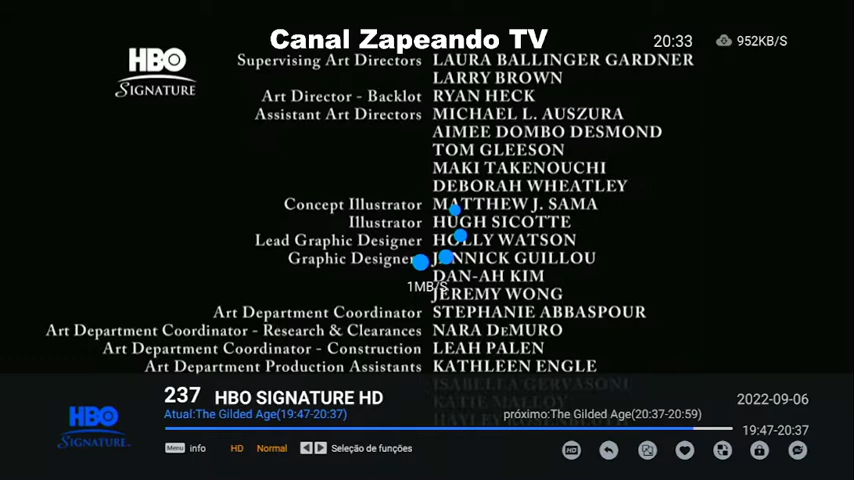 Canal Zapeando TV
20:33
952KB/S
HBO
SIGNATURE
Supervising Art Directors LAURA BALLINGER GARDNER
LARRY BROWN
Art Director - Backlot RYAN HECK
Assistant Art Directors MICHAEL L. AUSZURA
AIMEE DOMBO DESMOND
TOM GLEESON
MAKI TAKENOUCHI
DEBORAH WHEATLEY
Concept Illustrator MATTHEW J. SAMA
Illustrator HUGH SICOTTE
Lead Graphic Designer HOLLY WATSON
Graphic Designer JANNICK GUILLOU
DAN-AH KIM
1MB/S
JEREMY WONG
Art Department Coordinator STEPHANIE ABBASPOUR
Art Department Coordinator - Research & Clearances NARA DEMURO
Art Department Coordinator - Construction LEAH PALEN
Art Department Production Assistants KATHLEEN ENGLE
ISABELLA GERVASONI
KATIE MALLOY
HAYLEY
237 HBO SIGNATURE HD
2022-09-06
Atual:The Gilded Age(19:47-20:37)
próximo:The Gilded Age(20:37-20:59)
19:47-20:37
HBO
SIGNATURE
Menu info HD Normal Seleção de funções
HD